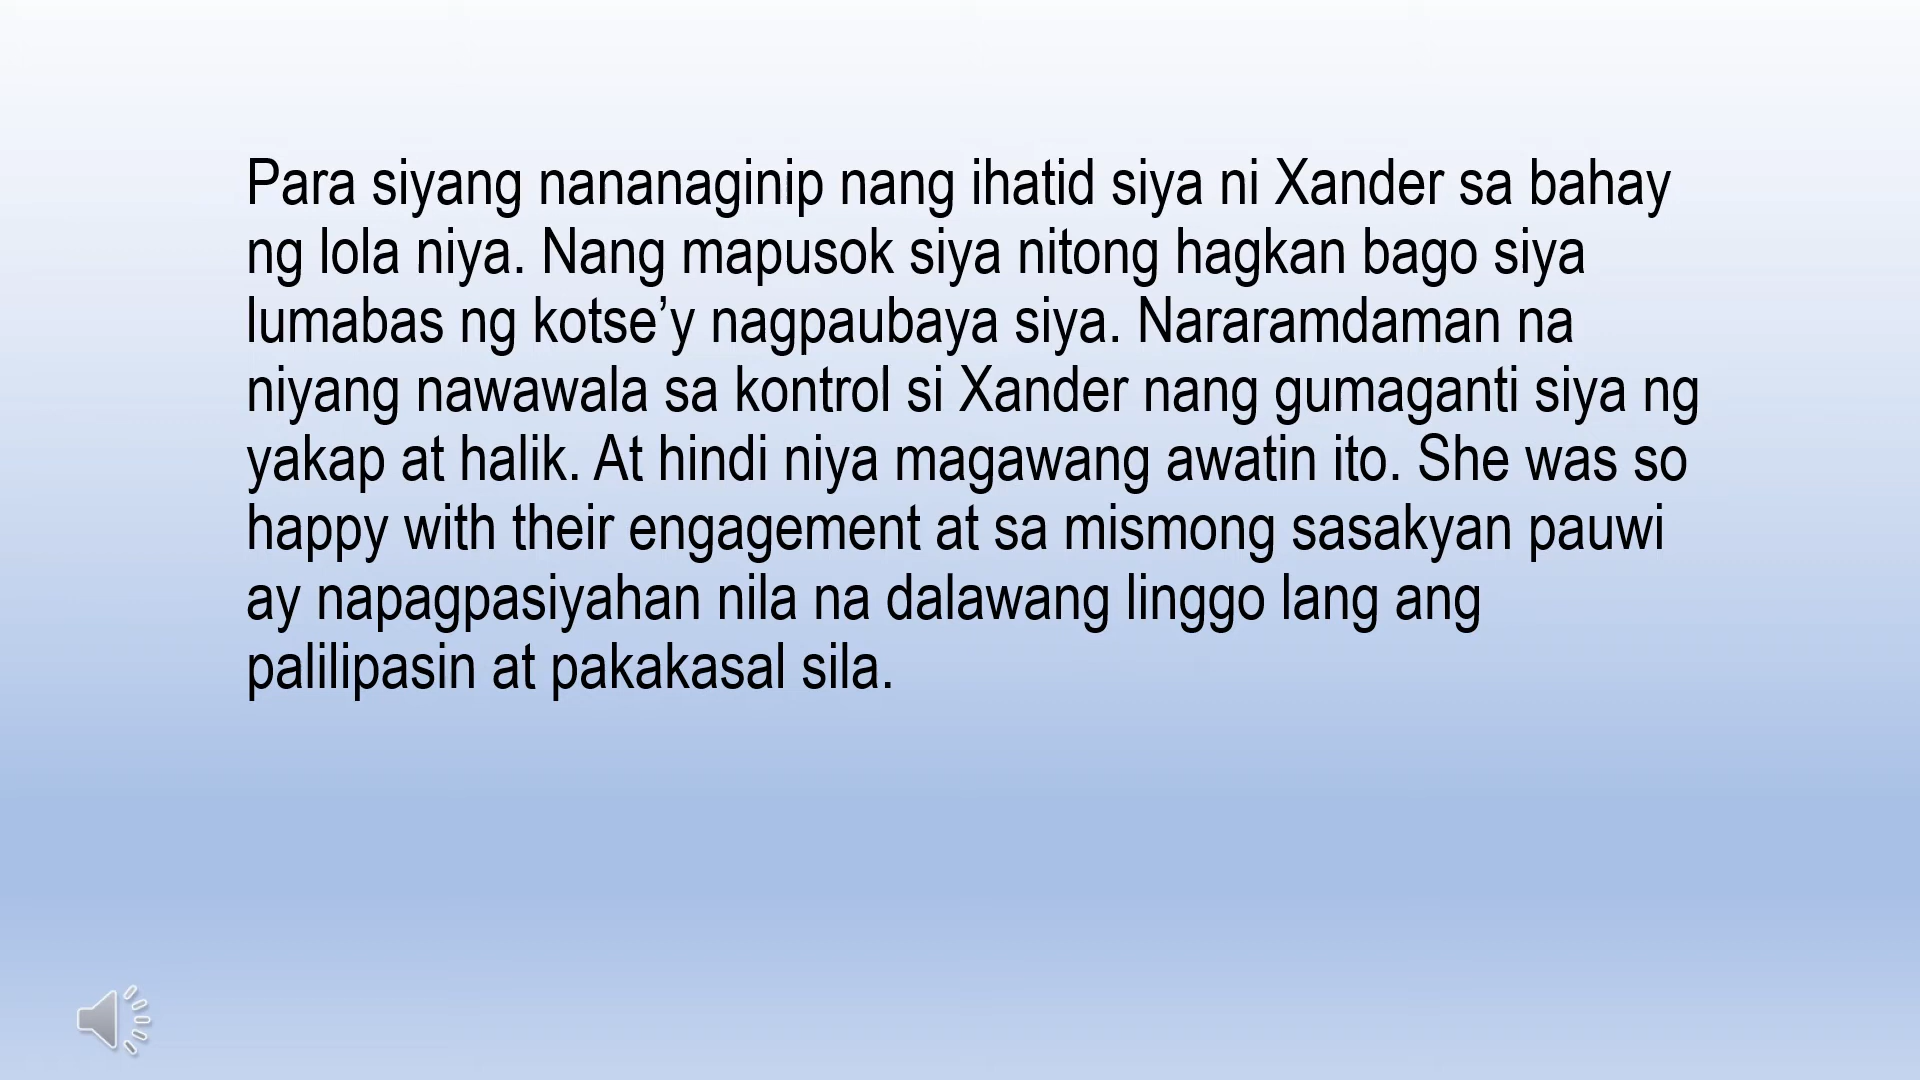 Para siyang nananaginip nang ihatid siya ni Xander sa bahay
ng lola niya. Nang mapusok siya nitong hagkan bago siya
lumabas ng kotse’y nagpaubaya siya. Nararamdaman na
niyang nawawala sa kontrol si Xander nang gumaganti siya ng
yakap at halik. At hindi niya magawang awatin ito. She was so
happy with their engagement at sa mismong sasakyan pauwi
ay napagpasiyahan nila na dalawang linggo lang ang
palilipasin at pakakasal sila.